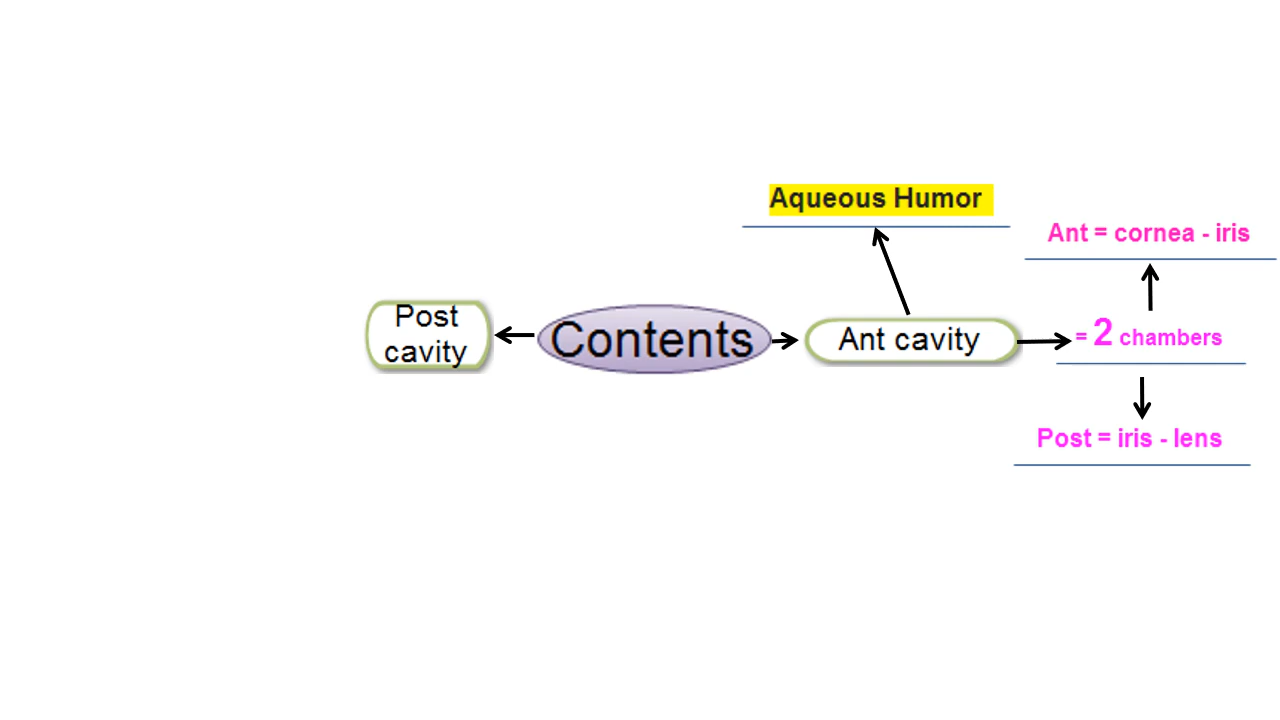 Aqueous Humor
Ant = cornea - iris
Post
cavity
Contents
Ant cavity
= 2 chambers
Post = iris - lens